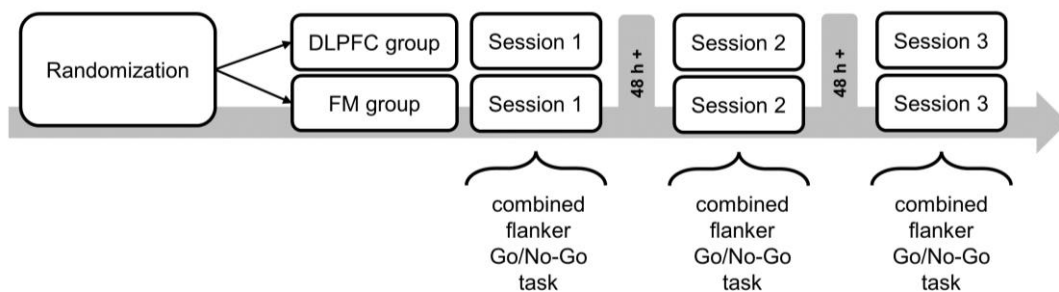 Randomization
DLPFC group
Session 1
48 h +
Session 2
48 h +
Session 3
FM group
Session 1
Session 2
Session 3
combined
flanker
Go/No-Go
task
combined
flanker
Go/No-Go
task
combined
flanker
Go/No-Go
task